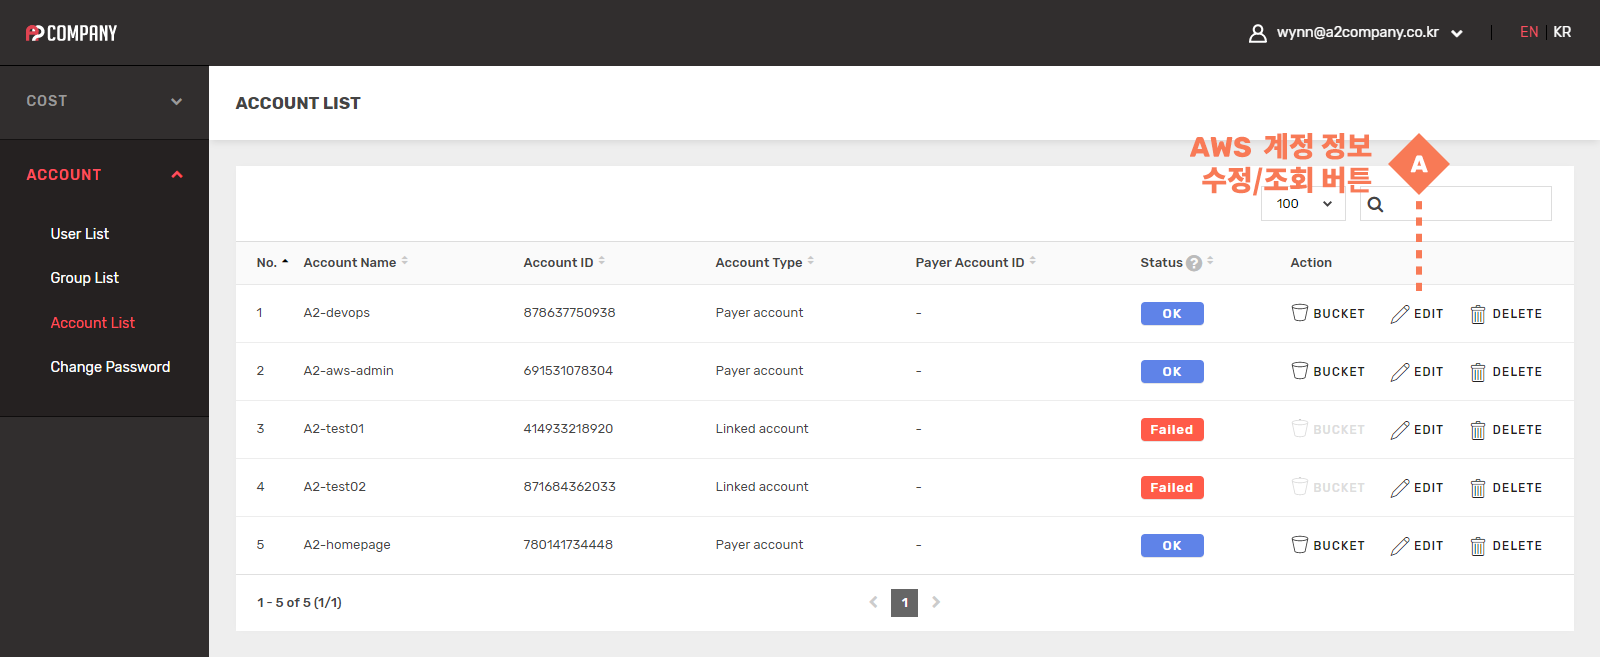 A2 COMPANY
wynn@a2company.co.kr
EN KR
COST
ACCOUNT
User List
Group List
Account List
Change Password
ACCOUNT LIST
AWS 계정 정보
수정/조회 버튼
A
100
No. Account Name Account ID Account Type Payer Account ID Status ? Action
1 A2-devops 878637750938 Payer account - OK BUCKET EDIT DELETE
2 A2-aws-admin 691531078304 Payer account - OK BUCKET EDIT DELETE
3 A2-test01 414933218920 Linked account - Failed BUCKET EDIT DELETE
4 A2-test02 871684362033 Linked account - Failed BUCKET EDIT DELETE
5 A2-homepage 780141734448 Payer account - OK BUCKET EDIT DELETE
1 - 5 of 5 (1/1)
1